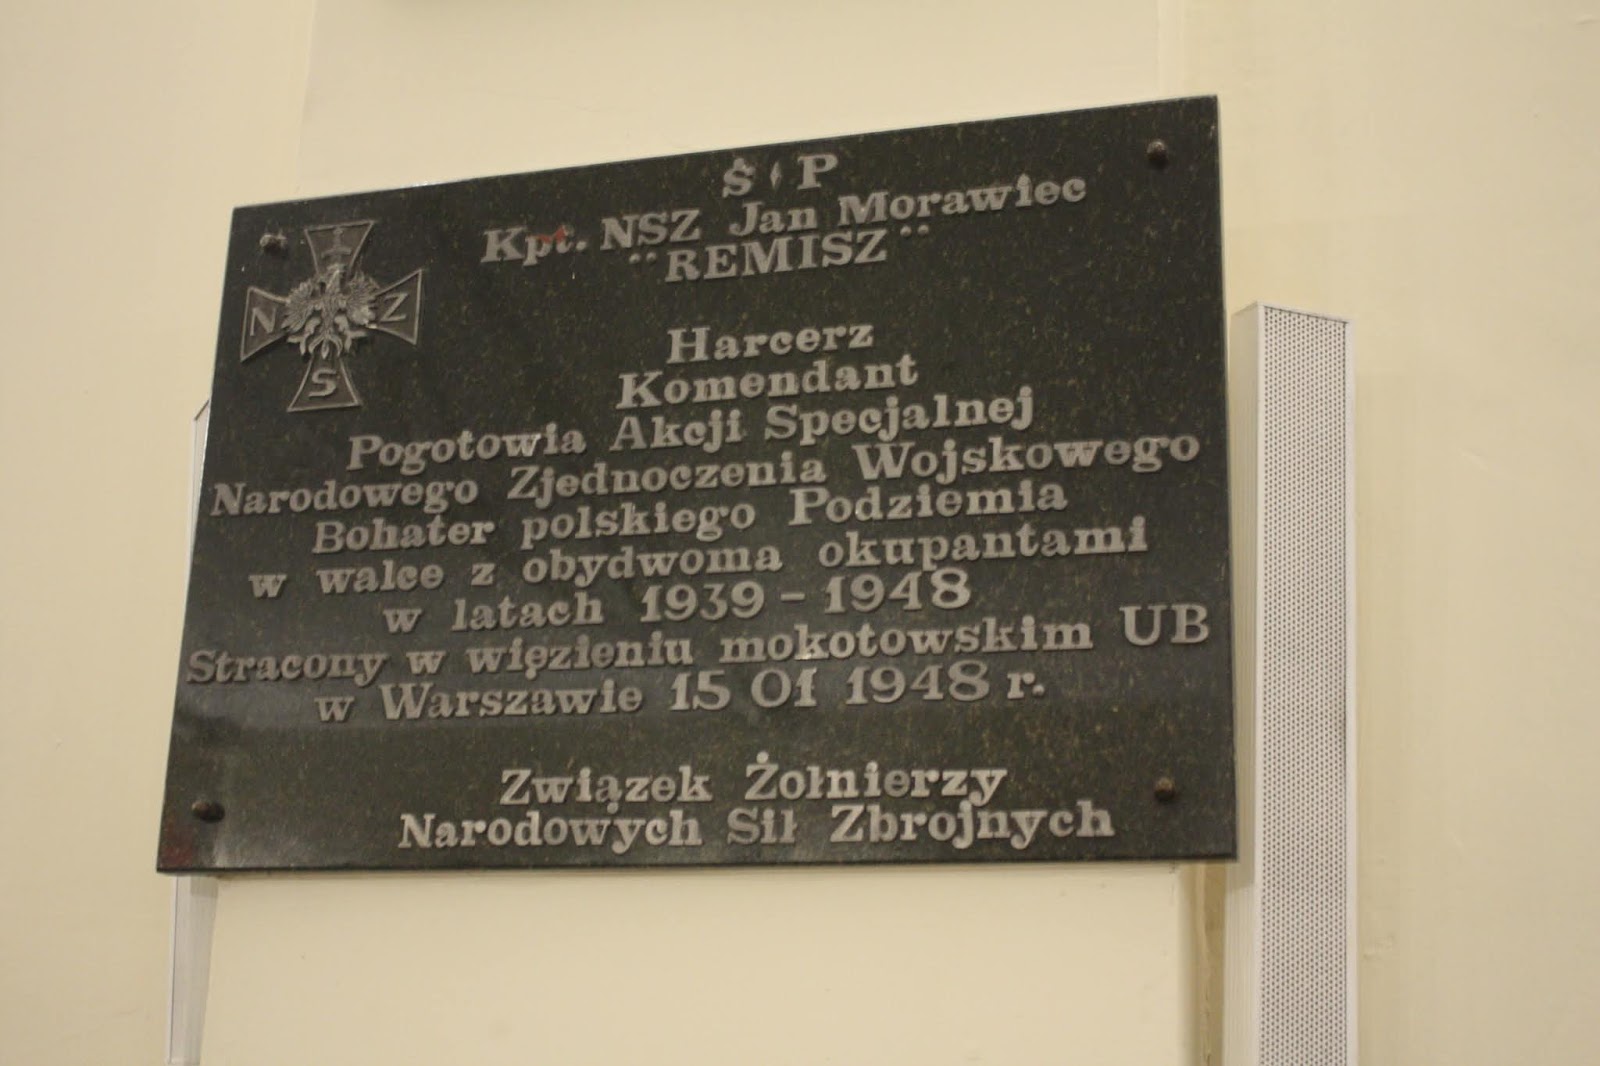 Ś P
Kpt. NSZ Jan Morawiec
"REMISZ"
N Z
S
Harcerz
Komendant
Pogotowia Akcji Specjalnej
Narodowego Zjednoczenia Wojskowego
Bohater polskiego Podziemia
w walce z obydwoma okupantami
w latach 1939 - 1948
Stracony w więzieniu mokotowskim UB
w Warszawie 15 01 1948 r.
Związek Żołnierzy
Narodowych Sił Zbrojnych